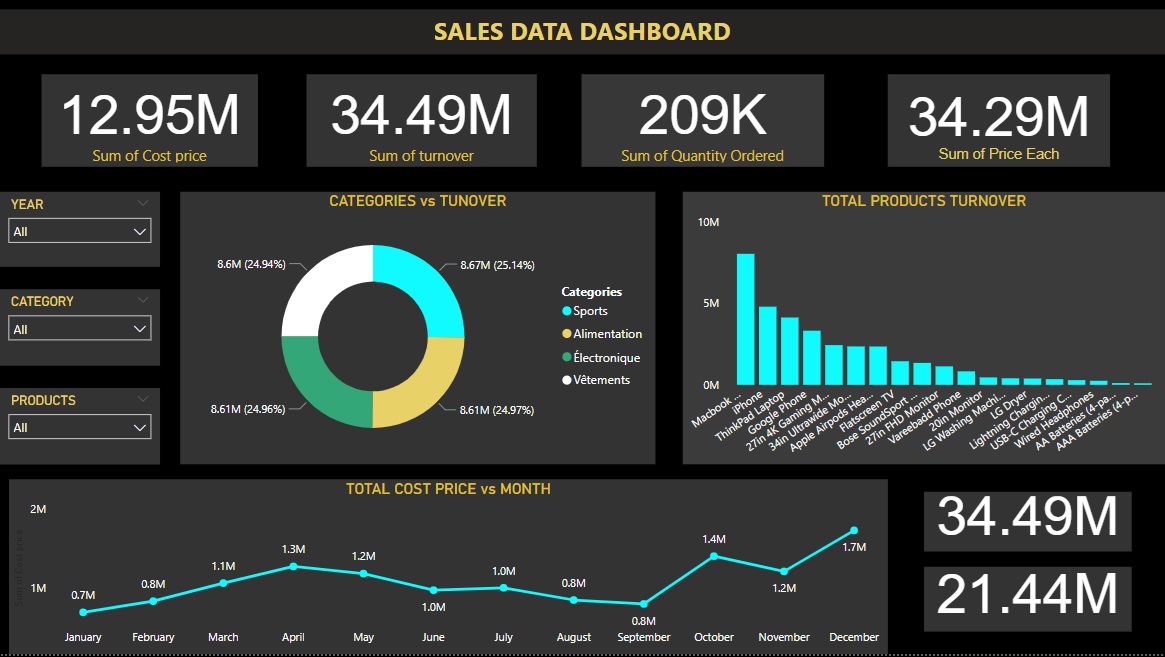 SALES DATA DASHBOARD
12.95M
Sum of Cost price
34.49M
Sum of turnover
209K
Sum of Quantity Ordered
34.29M
Sum of Price Each
YEAR
All
CATEGORY
All
PRODUCTS
All
CATEGORIES vs TUNOVER
8.6M (24.94%)
8.67M (25.14%)
8.61M (24.96%)
8.61M (24.97%)
Categories
Sports
Alimentation
Électronique
Vêtements
TOTAL PRODUCTS TURNOVER
10M
5M
0M
Macbook ...
iPhone
ThinkPad Laptop
Google Phone
27in 4K Gaming M...
34in Ultrawide Mo...
Apple Airpods Hea...
Flatscreen TV
Bose SoundSport ...
27in FHD Monitor
Vareebadd Phone
20in Monitor
LG Washing Machi...
LG Dryer
Lightning Chargin...
USB-C Charging C...
Wired Headphones
AA Batteries (4-pa...
AAA Batteries (4-p...
TOTAL COST PRICE vs MONTH
Sum of Cost price
2M
1M
0.7M
0.8M
1.1M
1.3M
1.2M
1.0M
1.0M
0.8M
0.8M
1.4M
1.2M
1.7M
January February March April May June July August September October November December
34.49M
21.44M